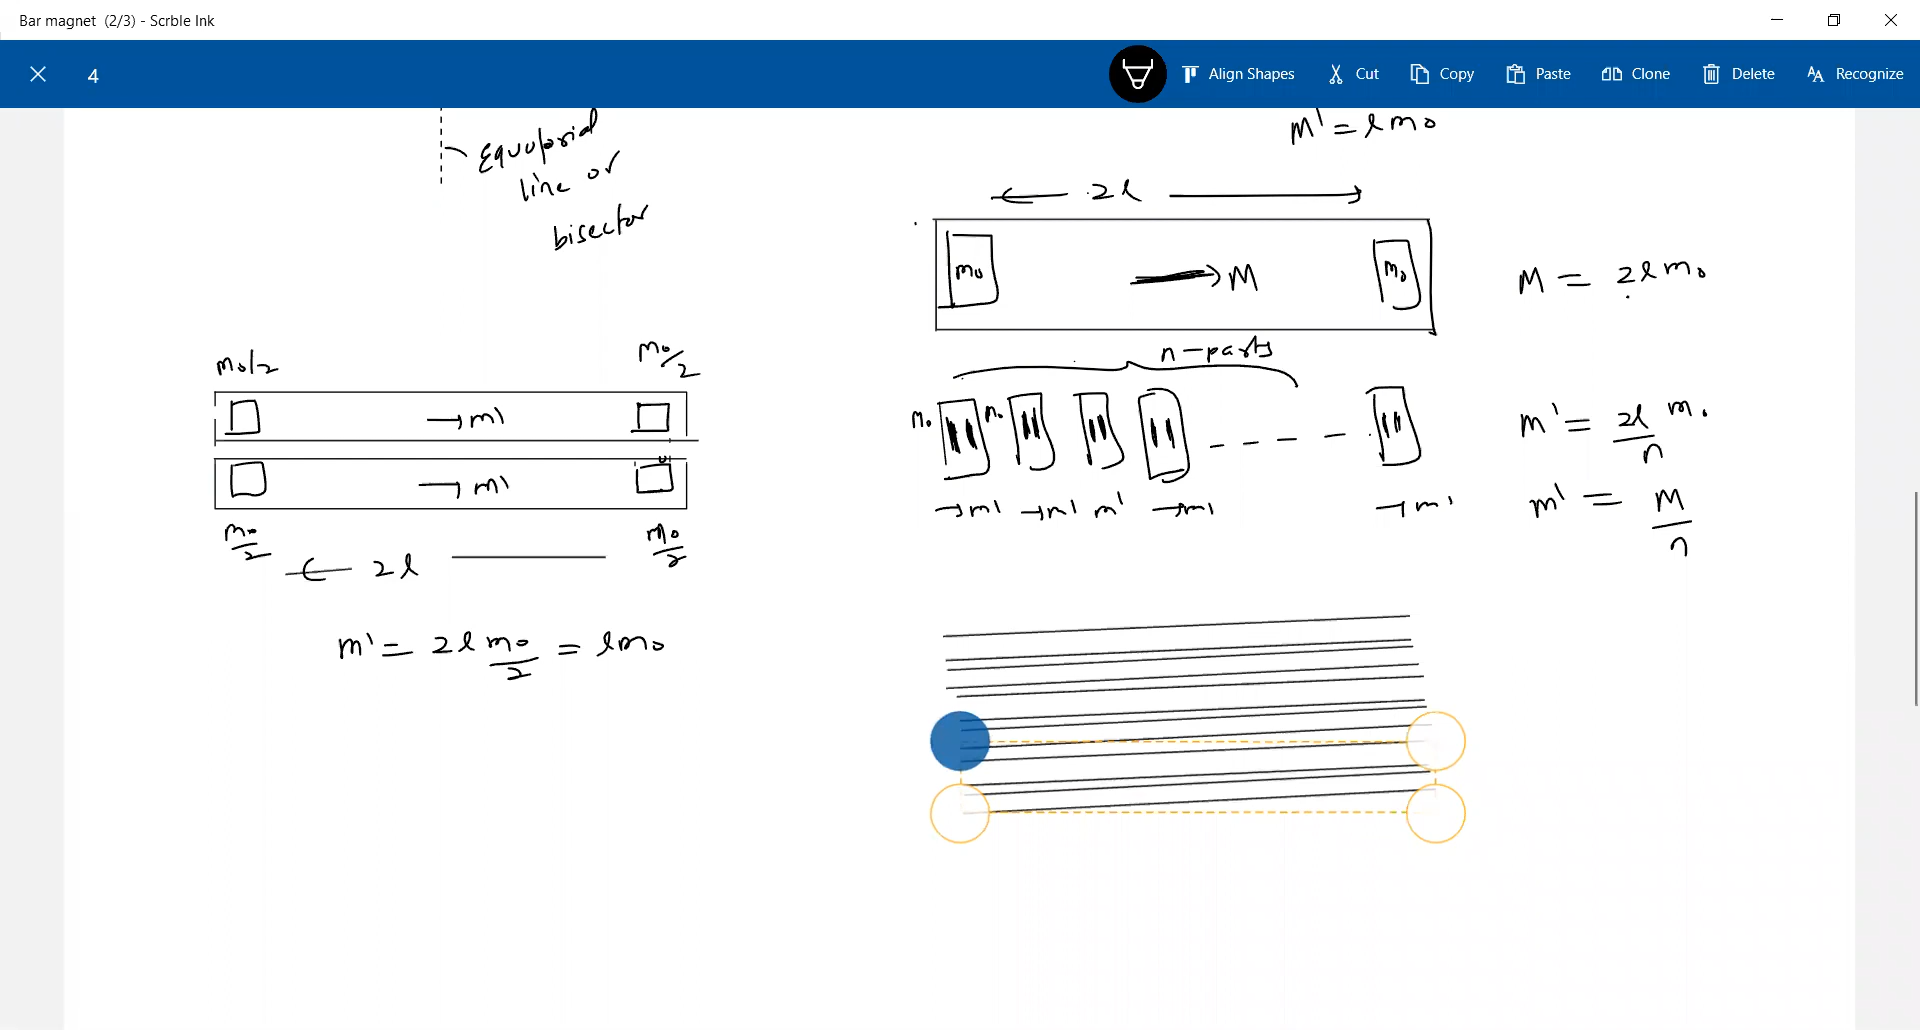 Bar magnet (2/3) - Scrble Ink
4
Align Shapes
Cut
Copy
Paste
Clone
Delete
Recognize
Equotorial
line or
bisector
M' = l m₀
2l
m₀
M
m₀
M = 2l m₀
n-parts
m₀
m₀
m' = 2l/n m₀
→m' →m' m' →m' →m'
m' = M/n
m₀/2
m₀/2
→m'
→m'
m₀/2
m₀/2
2l
m' = 2l m₀/2 = l m₀